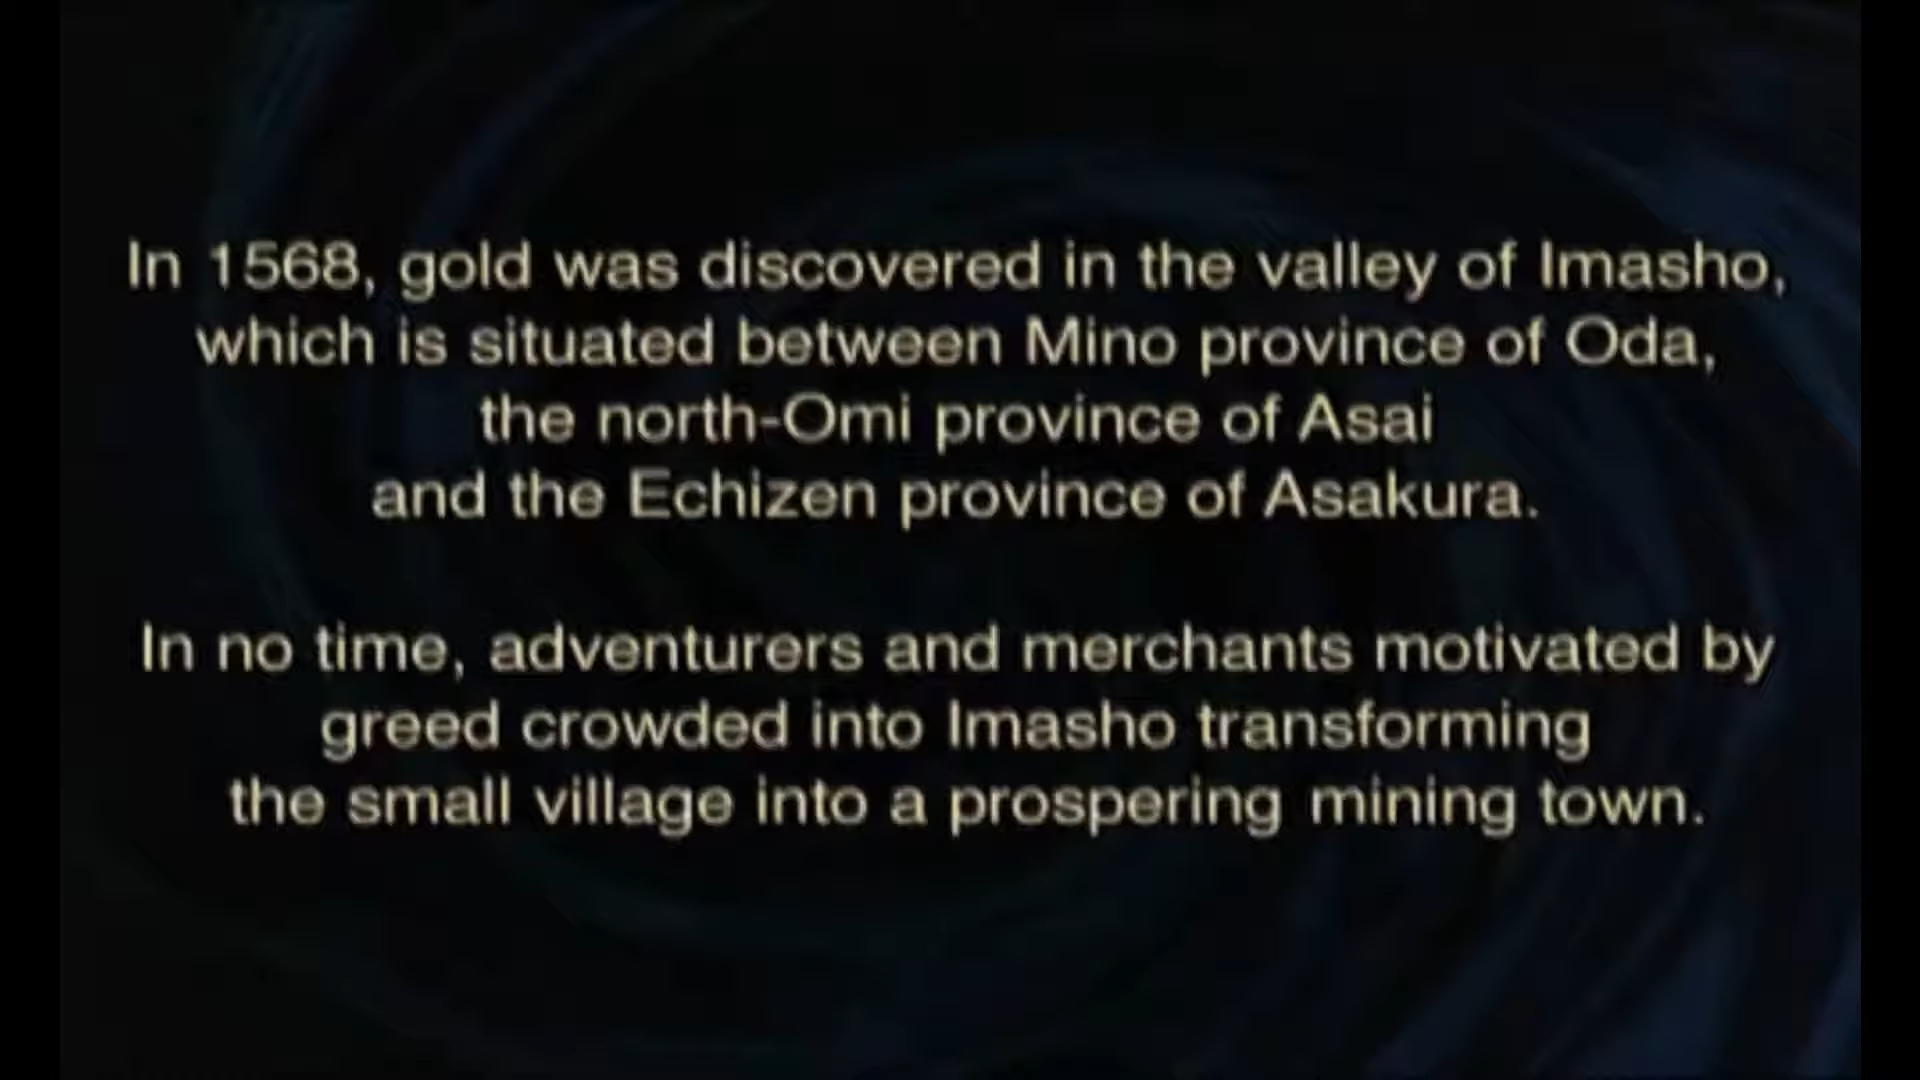 In 1568, gold was discovered in the valley of Imasho,
which is situated between Mino province of Oda,
the north-Omi province of Asai
and the Echizen province of Asakura.
In no time, adventurers and merchants motivated by
greed crowded into Imasho transforming
the small village into a prospering mining town.